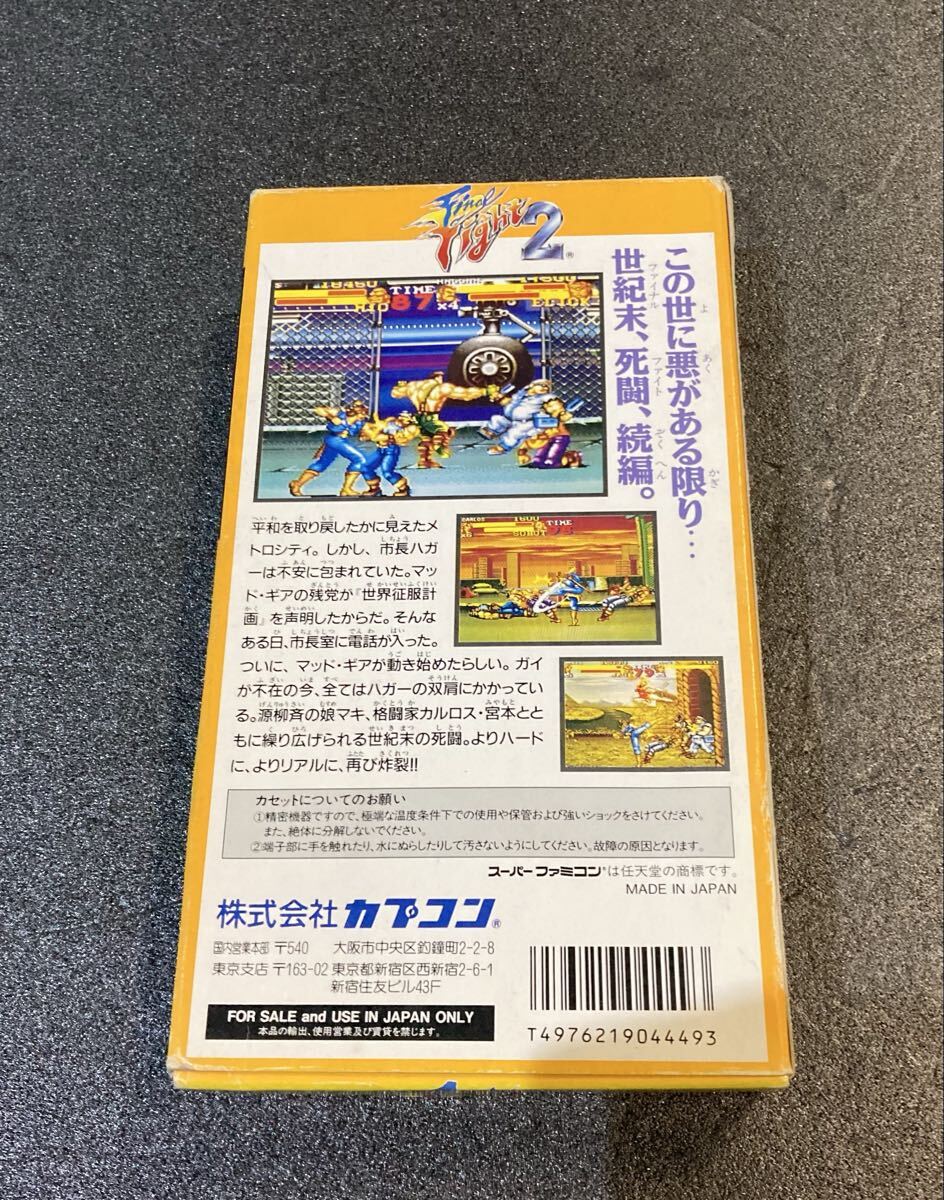 Final Fight 2®
この世に悪がある限り…
世紀末、死闘、続編。
18460
TIME
87
x4
CARLOS
1600
TIME
平和を取り戻したかに見えたメ
トロシティ。しかし、市長ハガ
ーは不安に包まれていた。マッ
ド・ギアの残党が『世界征服計
画』を声明したからだ。そんな
ある日、市長室に電話が入った。
ついに、マッド・ギアが動き始めたらしい。ガイ
が不在の今、全てはハガーの双肩にかかってい
る。源柳斉の娘マキ、格闘家カルロス・宮本とと
もに繰り広げられる世紀末の死闘。よりハード
に、よりリアルに、再び炸裂!!
カセットについてのお願い
①精密機器ですので、極端な温度条件下での使用や保管および強いショックをさけてください。
また、絶体に分解しないでください。
②端子部に手を触れたり、水にぬらしたりして汚さないようにしてください。故障の原因となります。
スーパーファミコン®は任天堂の商標です。
MADE IN JAPAN
株式会社カプコン®
国内営業本部 〒540 大阪市中央区釣鐘町2-2-8
東京支店 〒163-02 東京都新宿区西新宿2-6-1
新宿住友ビル43F
FOR SALE and USE IN JAPAN ONLY
本品の輸出、使用営業及び賃貸を禁じます。
T4976219044493